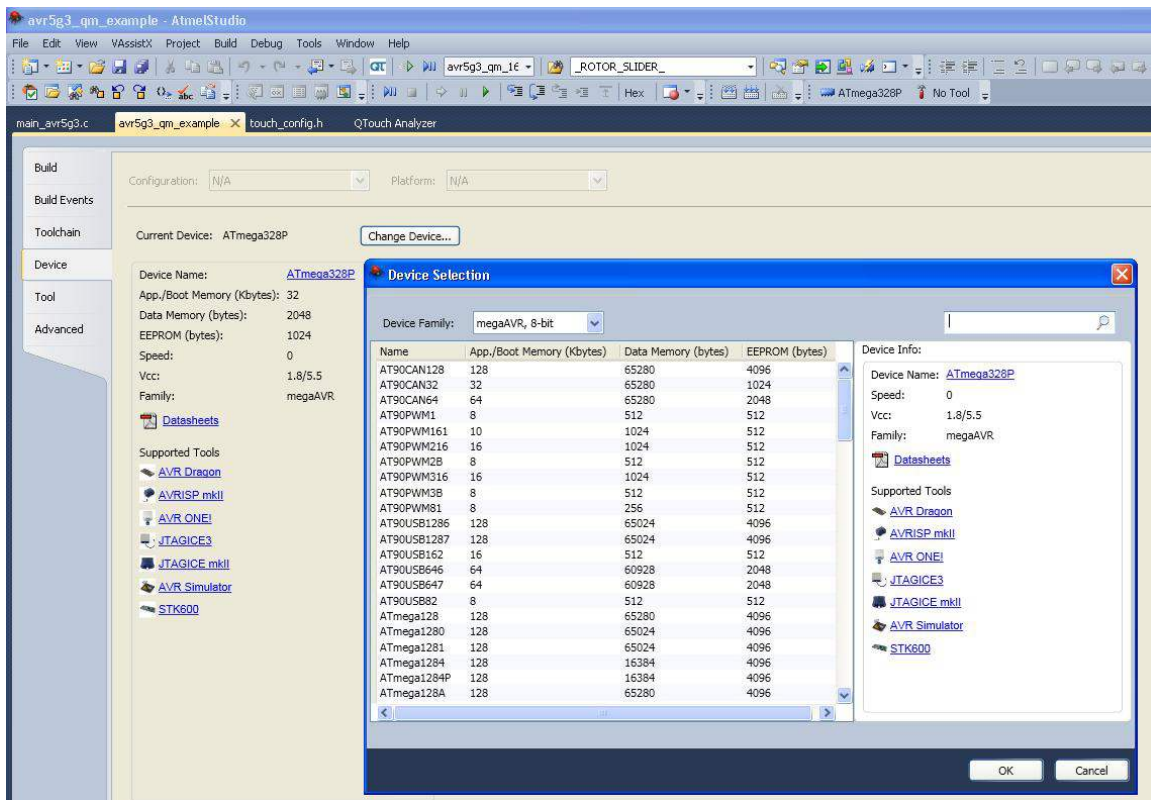 avr5g3_qm_example - AtmelStudio
File Edit View VAssistX Project Build Debug Tools Window Help
QT avr5g3_qm_1€ _ROTOR_SLIDER_
Hex ATmega328P No Tool
main_avr5g3.c avr5g3_qm_example touch_config.h QTouch Analyzer
Build
Build Events
Toolchain
Device
Tool
Advanced
Configuration: N/A Platform: N/A
Current Device: ATmega328P Change Device...
Device Name: ATmega328P
App./Boot Memory (Kbytes): 32
Data Memory (bytes): 2048
EEPROM (bytes): 1024
Speed: 0
Vcc: 1.8/5.5
Family: megaAVR
Datasheets
Supported Tools
AVR Dragon
AVRISP mkII
AVR ONE!
JTAGICE3
JTAGICE mkII
AVR Simulator
STK600
Device Selection
Device Family: megaAVR, 8-bit
Name App./Boot Memory (Kbytes) Data Memory (bytes) EEPROM (bytes)
AT90CAN128 128 65280 4096
AT90CAN32 32 65280 1024
AT90CAN64 64 65280 2048
AT90PWM1 8 512 512
AT90PWM161 10 1024 512
AT90PWM216 16 1024 512
AT90PWM2B 8 512 512
AT90PWM316 16 1024 512
AT90PWM3B 8 512 512
AT90PWM81 8 256 512
AT90USB1286 128 65024 4096
AT90USB1287 128 65024 4096
AT90USB162 16 512 512
AT90USB646 64 60928 2048
AT90USB647 64 60928 2048
AT90USB82 8 512 512
ATmega128 128 65280 4096
ATmega1280 128 65024 4096
ATmega1281 128 65024 4096
ATmega1284 128 16384 4096
ATmega1284P 128 16384 4096
ATmega128A 128 65280 4096
Device Info:
Device Name: ATmega328P
Speed: 0
Vcc: 1.8/5.5
Family: megaAVR
Datasheets
Supported Tools
AVR Dragon
AVRISP mkII
AVR ONE!
JTAGICE3
JTAGICE mkII
AVR Simulator
STK600
OK Cancel